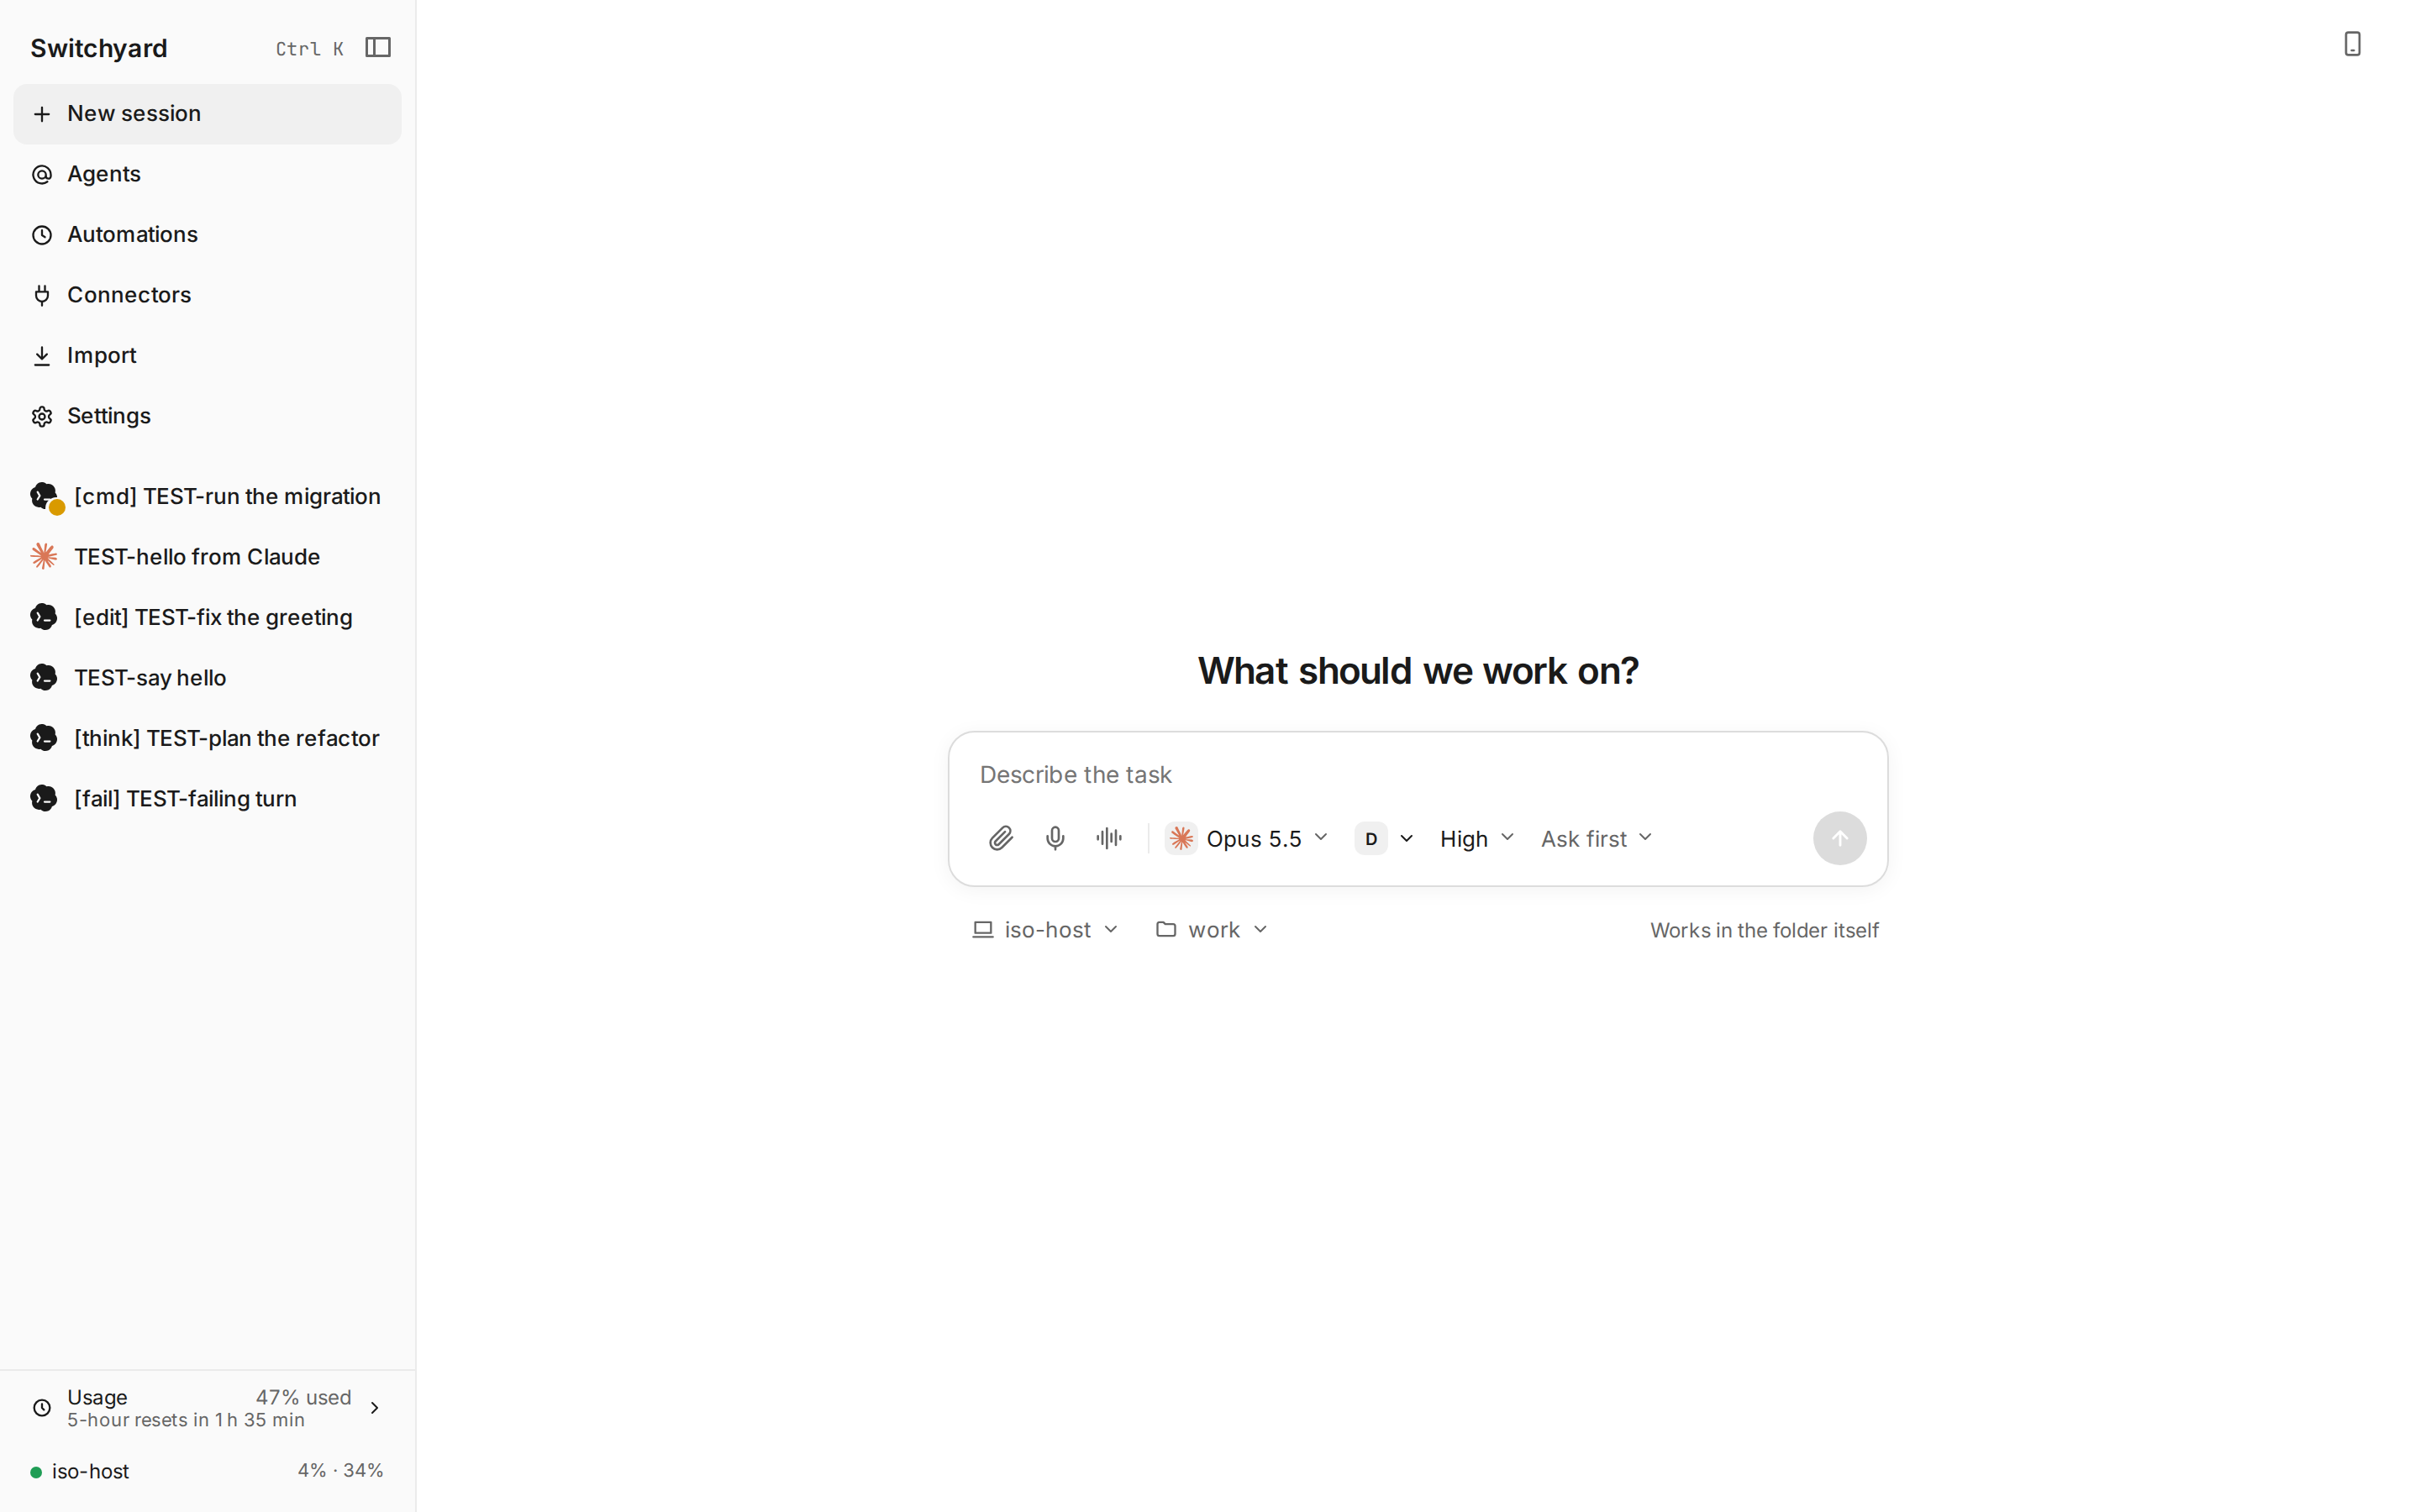 Switchyard
Ctrl K
New session
Agents
Automations
Connectors
Import
Settings
[cmd] TEST-run the migration
TEST-hello from Claude
[edit] TEST-fix the greeting
TEST-say hello
[think] TEST-plan the refactor
[fail] TEST-failing turn
Usage 47% used
5-hour resets in 1 h 35 min
iso-host 4% · 34%
What should we work on?
Describe the task
Opus 5.5 D High Ask first
iso-host work Works in the folder itself